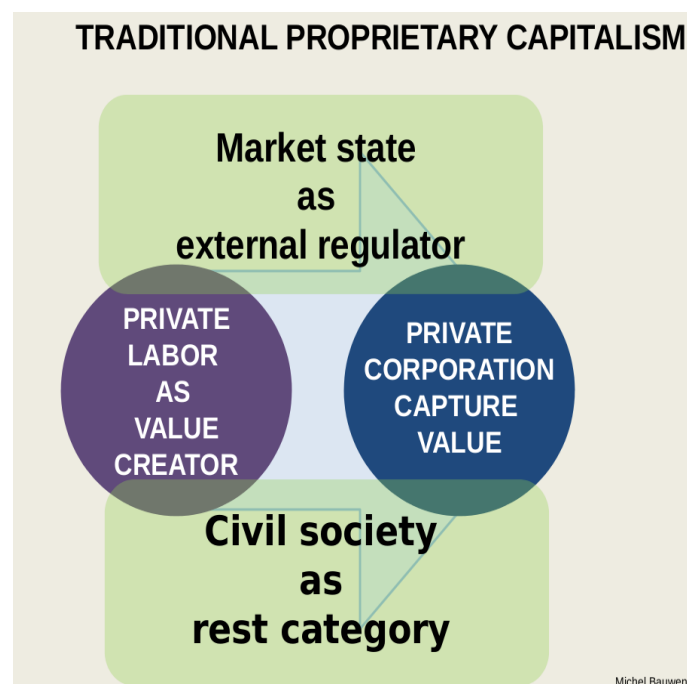 TRADITIONAL PROPRIETARY CAPITALISM
Market state
as
external regulator
PRIVATE
LABOR
AS
VALUE
CREATOR
PRIVATE
CORPORATION
CAPTURE
VALUE
Civil society
as
rest category
Michel Bauwen